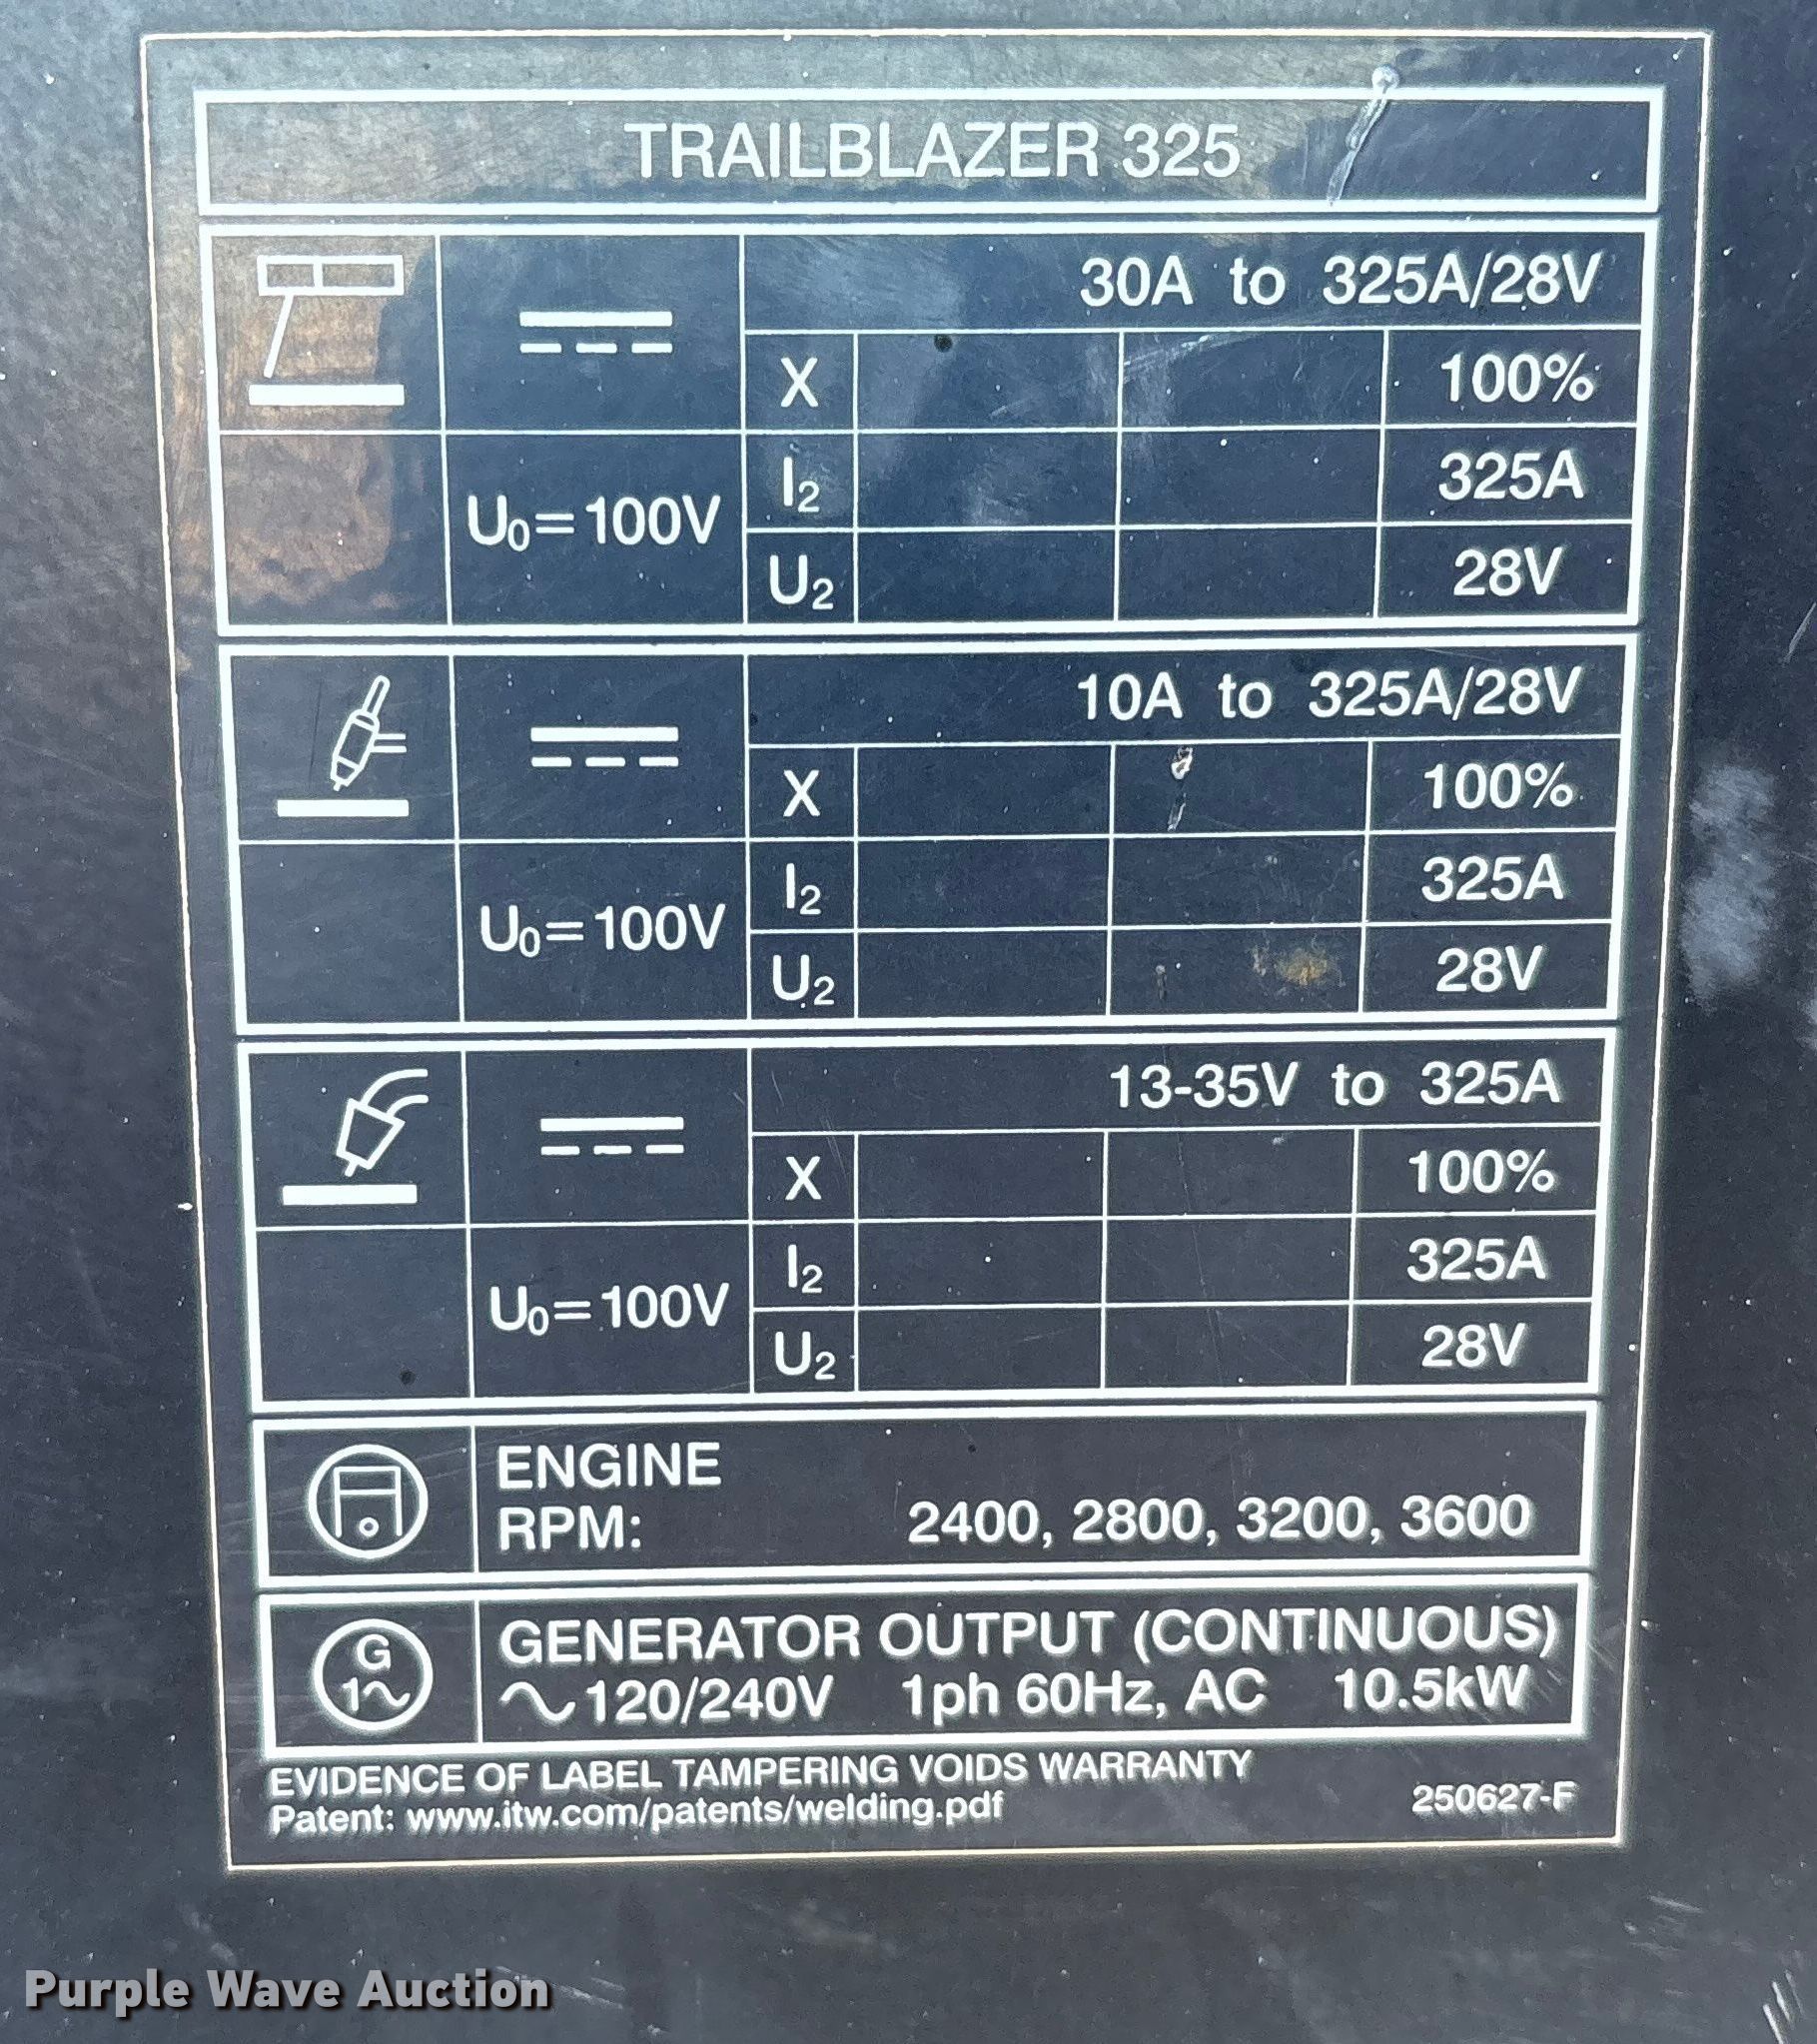 TRAILBLAZER 325
30A to 325A/28V
X 100%
I2 325A
U0=100V
U2 28V
10A to 325A/28V
X 100%
I2 325A
U0=100V
U2 28V
13-35V to 325A
X 100%
I2 325A
U0=100V
U2 28V
ENGINE
RPM: 2400, 2800, 3200, 3600
G
1~
GENERATOR OUTPUT (CONTINUOUS)
~120/240V 1ph 60Hz, AC 10.5kW
EVIDENCE OF LABEL TAMPERING VOIDS WARRANTY
Patent: www.itw.com/patents/welding.pdf
250627-F
Purple Wave Auction